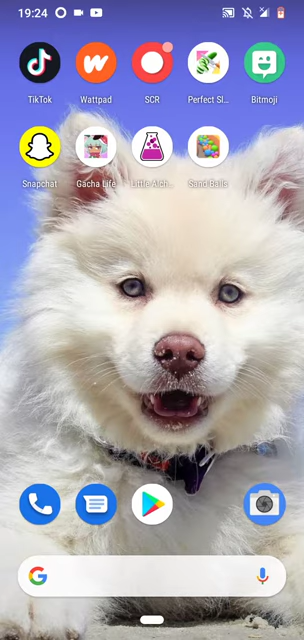 19:24
TikTok
Wattpad
SCR
Perfect Sl...
Bitmoji
Snapchat
Gacha Life
Little Alch...
Sand Balls